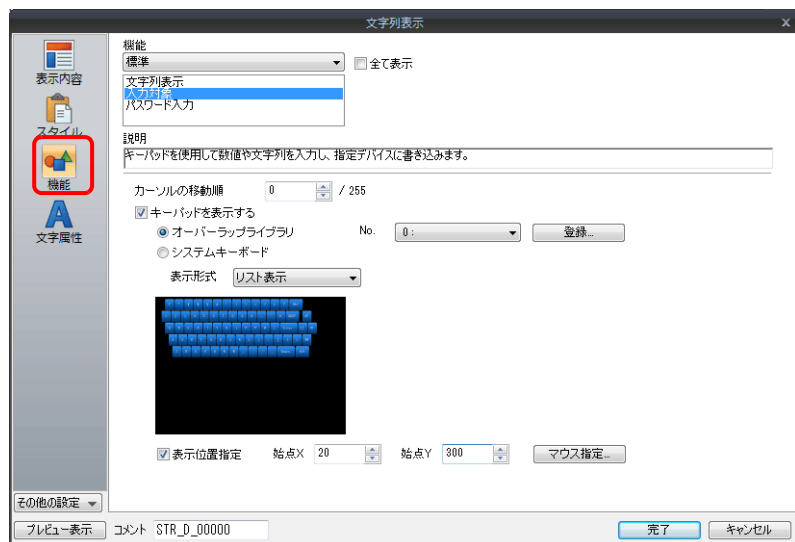 文字列表示
x
表示内容
スタイル
機能
文字属性
その他の設定
機能
標準
全て表示
文字列表示
入力対象
パスワード入力
説明
キーパッドを使用して数値や文字列を入力し、指定デバイスに書き込みます。
カーソルの移動順 0 / 255
キーパッドを表示する
オーバーラップライブラリ No. 0 : 登録...
システムキーボード
表示形式 リスト表示
表示位置指定 始点X 20 始点Y 300 マウス指定...
プレビュー表示 コメント STR_D_00000 完了 キャンセル